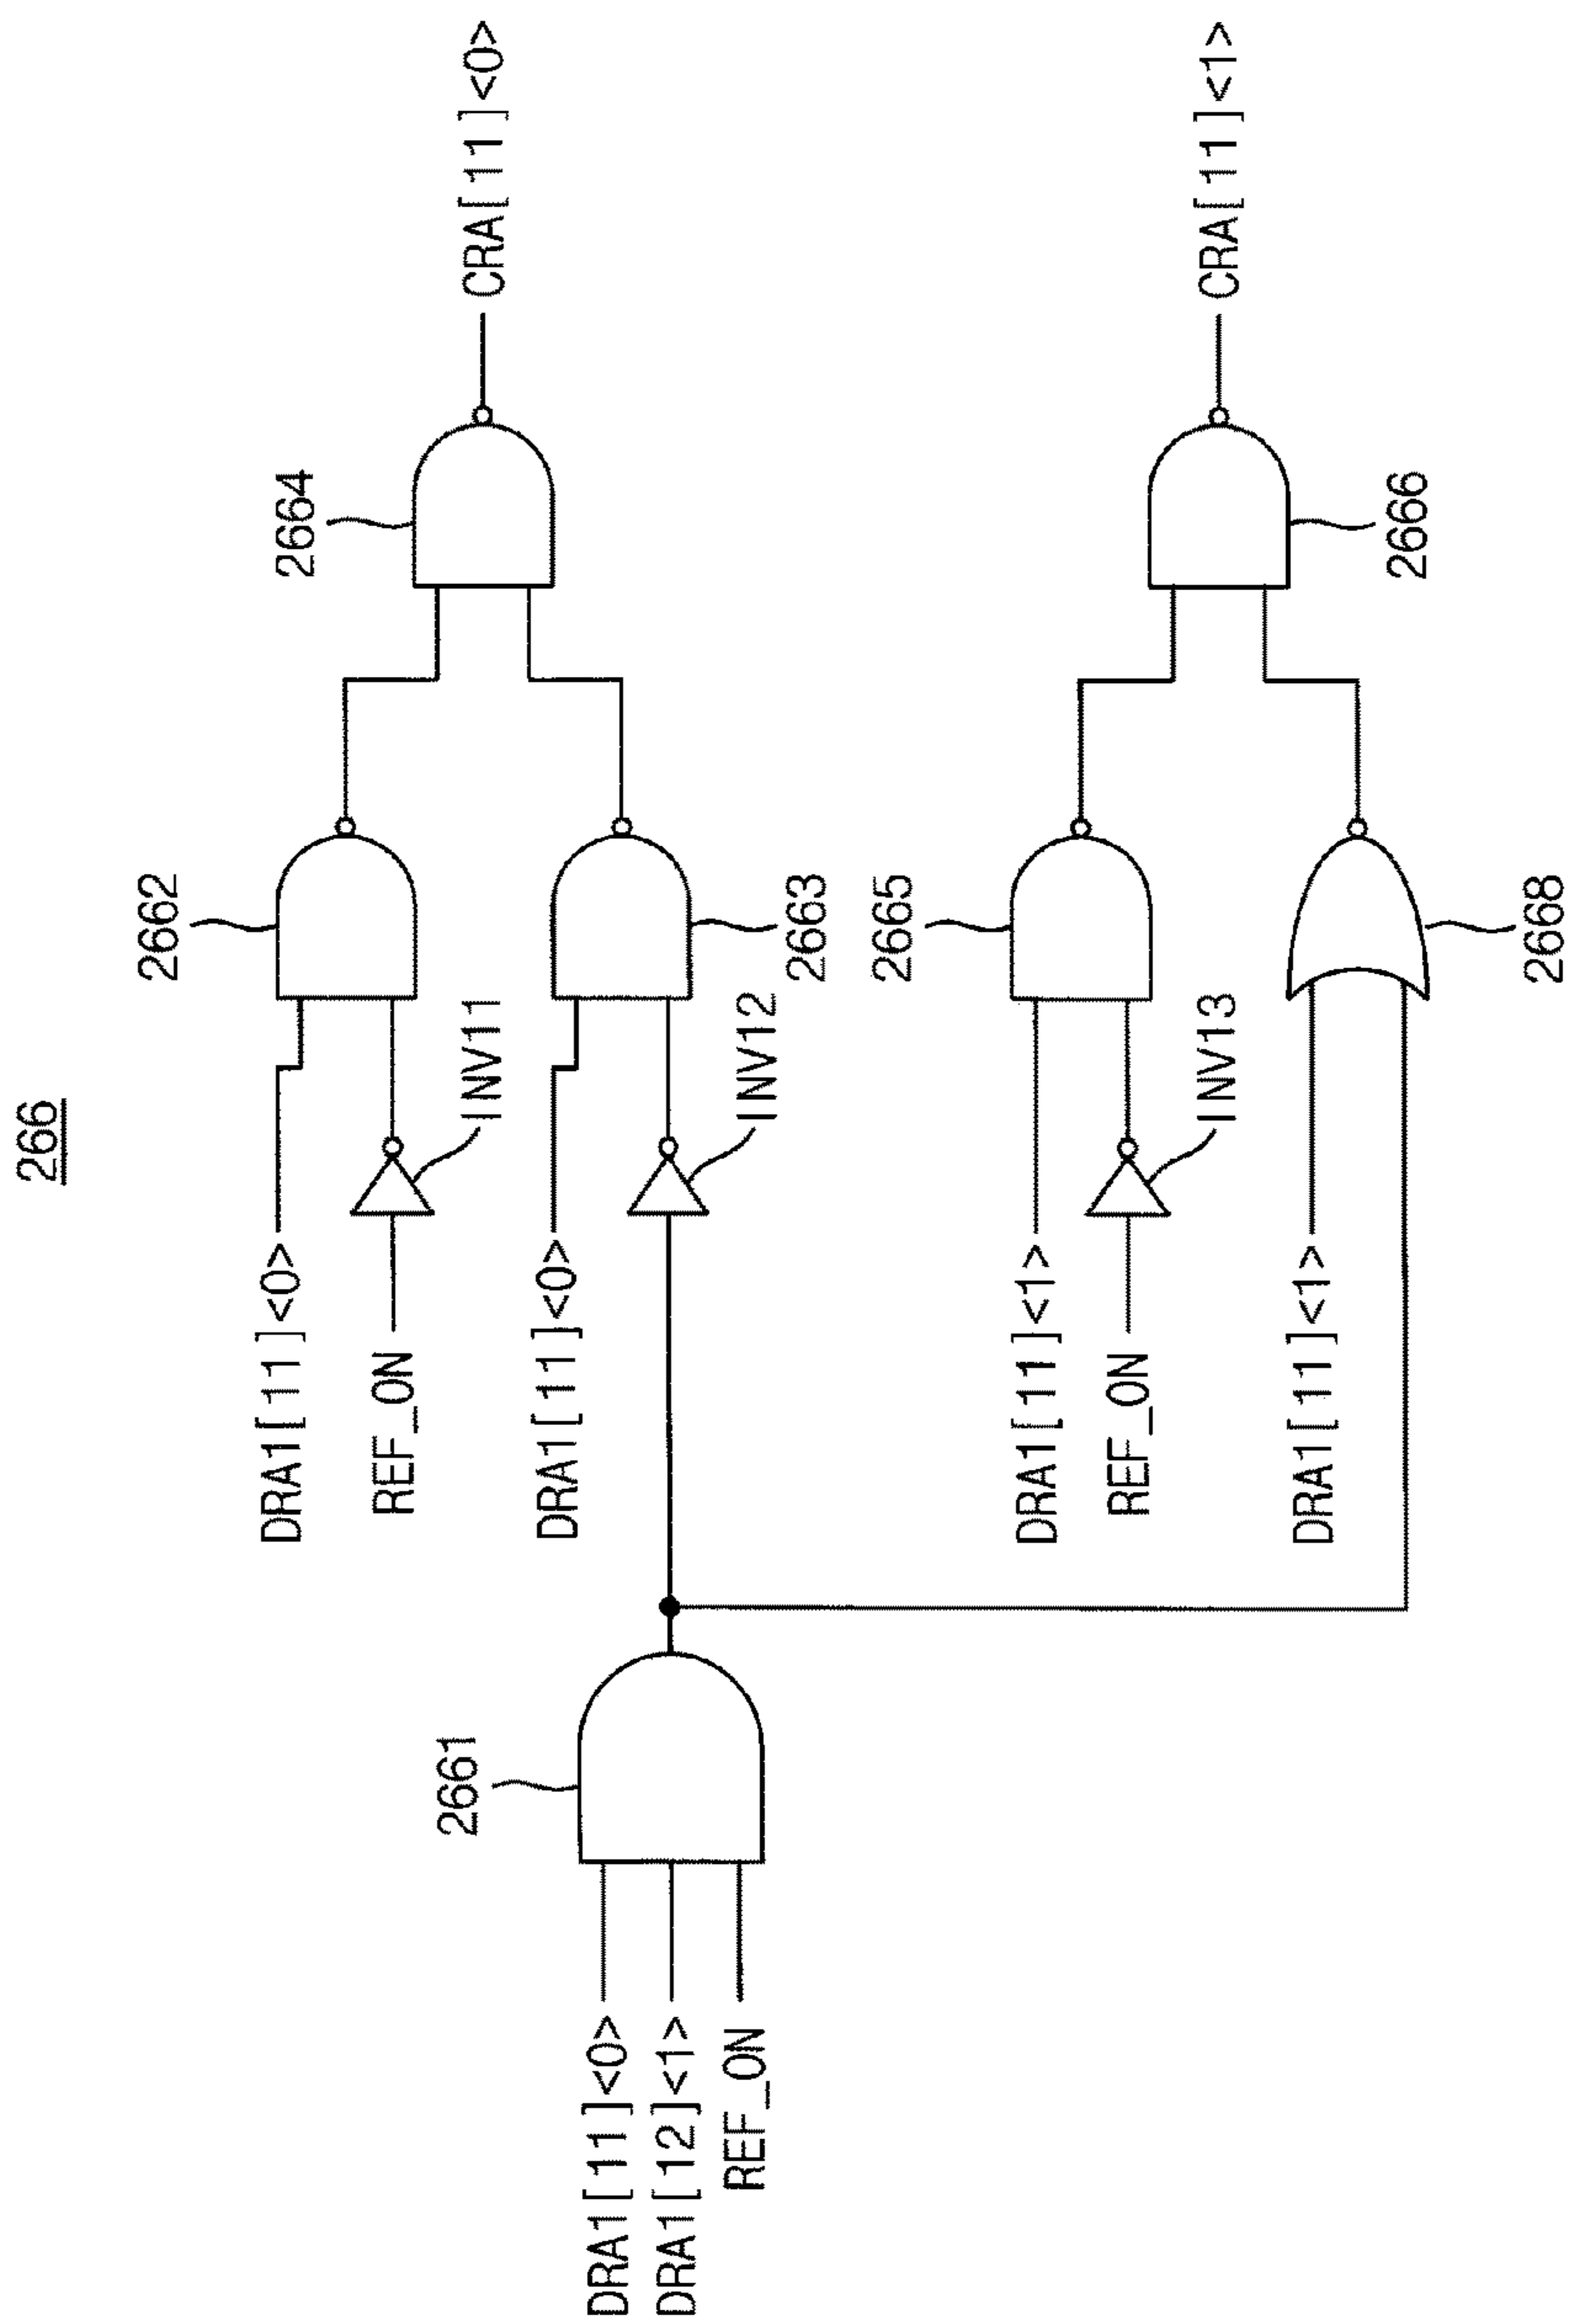 266
DRA1[11]<0>
REF_ON
INV11
2662
2664
CRA[11]<0>
DRA1[11]<0>
INV12
2663
2661
DRA1[11]<0>
DRA1[12]<1>
REF_ON
DRA1[11]<1>
REF_ON
INV13
2665
2666
CRA[11]<1>
DRA1[11]<1>
2668